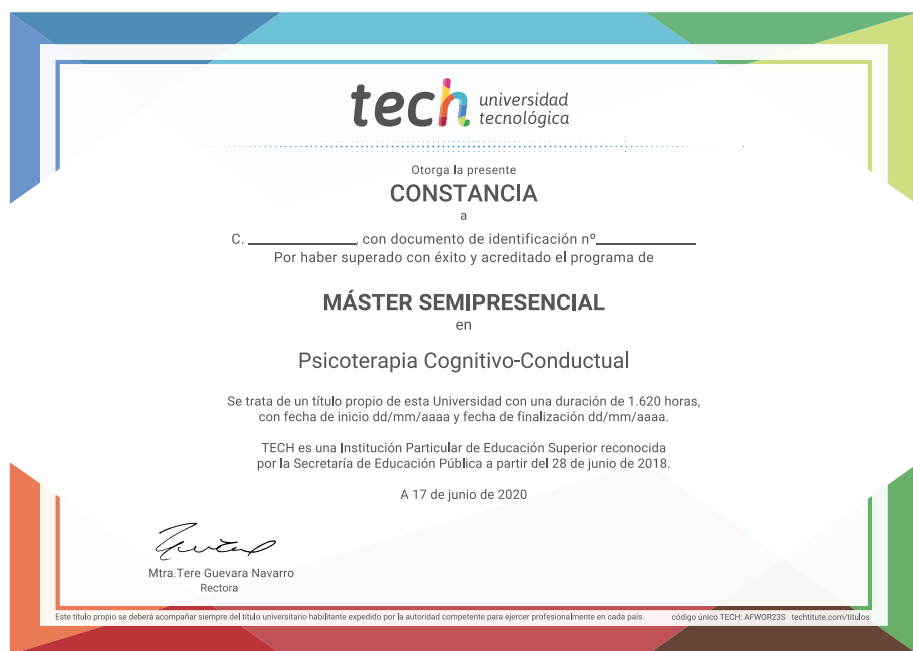 tech universidad
tecnológica
Otorga la presente
CONSTANCIA
a
C. ____________, con documento de identificación nº___________
Por haber superado con éxito y acreditado el programa de
MÁSTER SEMIPRESENCIAL
en
Psicoterapia Cognitivo-Conductual
Se trata de un título propio de esta Universidad con una duración de 1.620 horas,
con fecha de inicio dd/mm/aaaa y fecha de finalización dd/mm/aaaa.
TECH es una Institución Particular de Educación Superior reconocida
por la Secretaría de Educación Pública a partir del 28 de junio de 2018.
A 17 de junio de 2020
Mtra.Tere Guevara Navarro
Rectora
Este título propio se deberá acompañar siempre del título universitario habilitante expedido por la autoridad competente para ejercer profesionalmente en cada país. código único TECH: AFWOR23S techtitute.com/titulos